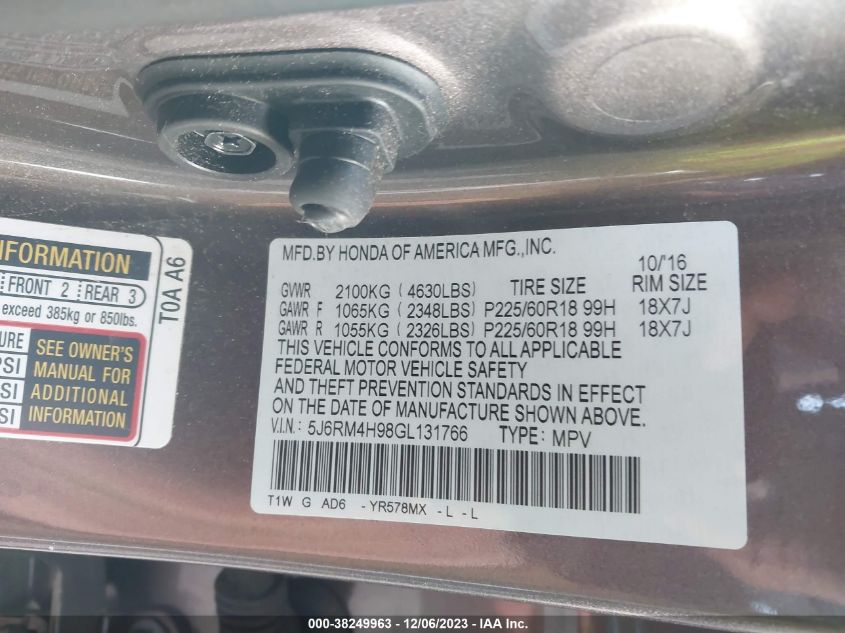 INFORMATION
FRONT 2 REAR 3
exceed 385kg or 850lbs.
SEE OWNER'S
MANUAL FOR
ADDITIONAL
INFORMATION
PSI
SI
SI
T0A A6
MFD.BY HONDA OF AMERICA MFG.,INC.
10/'16
GVWR 2100KG (4630LBS) TIRE SIZE RIM SIZE
GAWR F 1065KG (2348LBS) P225/60R18 99H 18X7J
GAWR R 1055KG (2326LBS) P225/60R18 99H 18X7J
THIS VEHICLE CONFORMS TO ALL APPLICABLE
FEDERAL MOTOR VEHICLE SAFETY
AND THEFT PREVENTION STANDARDS IN EFFECT
ON THE DATE OF MANUFACTURE SHOWN ABOVE.
V.I.N.: 5J6RM4H98GL131766 TYPE: MPV
T1W G AD6 -YR578MX -L -L
000-38249963 - 12/06/2023 - IAA Inc.